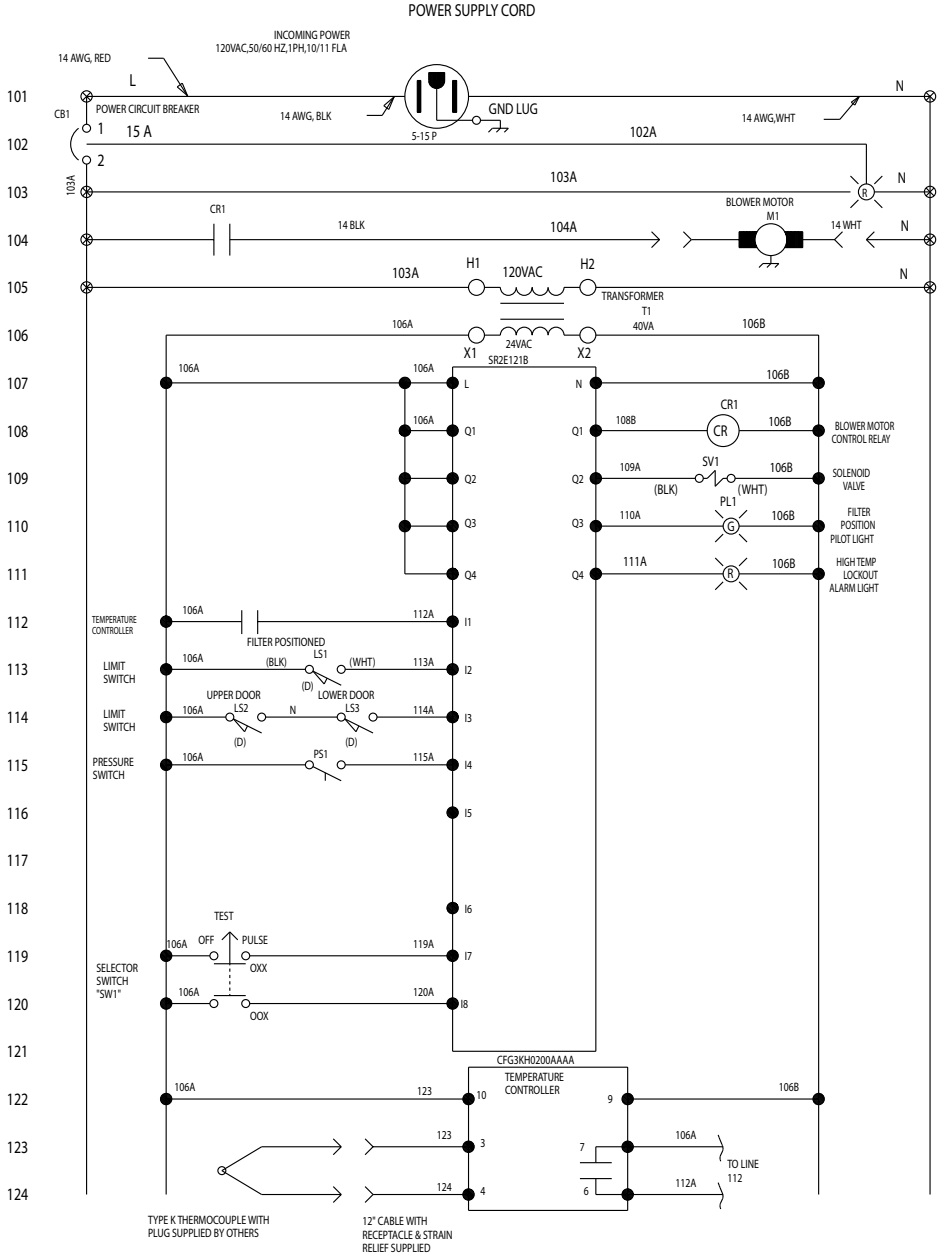 POWER SUPPLY CORD
INCOMING POWER
120VAC,50/60 HZ,1PH,10/11 FLA
14 AWG, RED
L
N
101
POWER CIRCUIT BREAKER
CB1
14 AWG, BLK
GND LUG
14 AWG,WHT
1
15 A
5-15 P
102A
102
2
103A
103A
103
R
N
CR1
BLOWER MOTOR
M1
14 BLK
104A
14 WHT
N
104
H1
120VAC
H2
103A
N
105
TRANSFORMER
T1
40VA
106A
106B
106
X1
24VAC
X2
SR2E121B
106A
106A
106B
107
L
N
CR1
106A
108B
106B
108
Q1
Q1
CR
BLOWER MOTOR
CONTROL RELAY
109A
SV1
106B
109
Q2
Q2
SOLENOID
VALVE
(BLK)
(WHT)
PL1
110A
106B
110
Q3
Q3
G
FILTER
POSITION
PILOT LIGHT
111A
106B
111
Q4
Q4
R
HIGH TEMP
LOCKOUT
ALARM LIGHT
106A
112A
112
TEMPERATURE
CONTROLLER
I1
FILTER POSITIONED
106A
(BLK)
LS1
(WHT)
113A
113
LIMIT
SWITCH
I2
(D)
UPPER DOOR
LOWER DOOR
106A
LS2
N
LS3
114A
114
LIMIT
SWITCH
I3
(D)
(D)
106A
PS1
115A
115
PRESSURE
SWITCH
I4
116
I5
117
118
I6
TEST
106A
OFF
PULSE
119A
119
I7
OXX
SELECTOR
SWITCH
"SW1"
106A
120A
120
I8
OOX
121
CFG3KH0200AAAA
TEMPERATURE
CONTROLLER
106A
123
106B
122
10
9
123
106A
123
3
7
TO LINE
112
124
112A
124
4
6
TYPE K THERMOCOUPLE WITH
PLUG SUPPLIED BY OTHERS
12" CABLE WITH
RECEPTACLE & STRAIN
RELIEF SUPPLIED